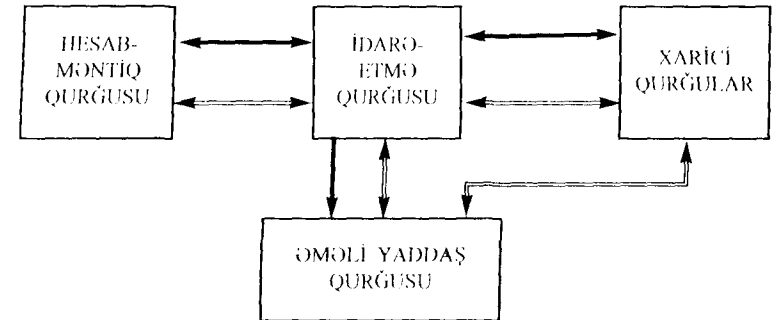 HESAB-
MƏNTİQ
QURĞUSU
İDARƏ-
ETMƏ
QURĞUSU
XARİCİ
QURĞULAR
ƏMƏLİ YADDAŞ
QURĞUSU